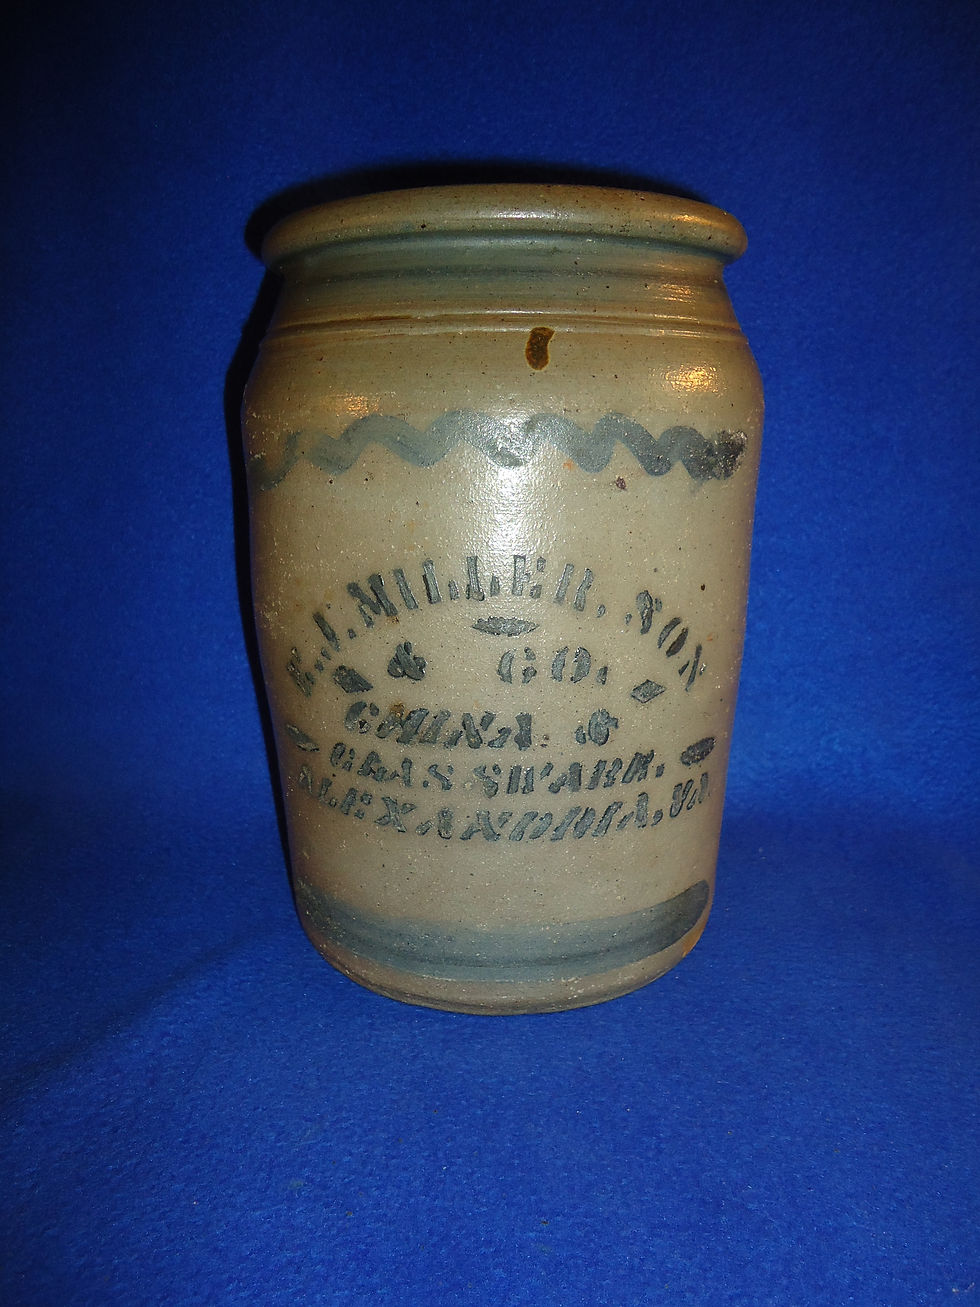 E.J. MILLER, SON
& CO.
CHINA. &
GLASSWARE.
ALEXANDRIA, VA